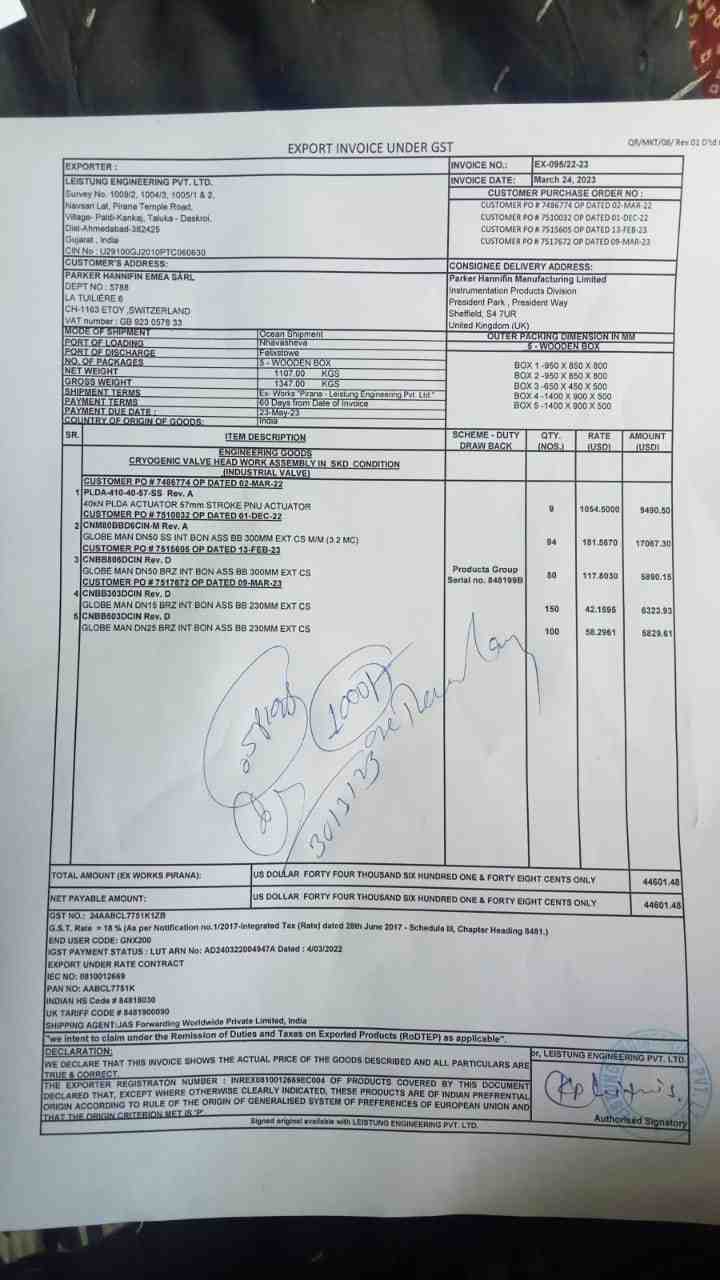 QR/MKT/06/ Rev.01 D'td
EXPORT INVOICE UNDER GST
EXPORTER :
LEISTUNG ENGINEERING PVT. LTD.
Survey No. 1009/2, 1004/3, 1005/1 & 2,
Navsari Lat, Pirana Temple Road,
Village- Paldi-Kankaj, Taluka - Daskroi,
Dist-Ahmedabad-382425
Gujarat , India
CIN No : U29100GJ2010PTC060630
INVOICE NO.: EX-095/22-23
INVOICE DATE: March 24, 2023
CUSTOMER PURCHASE ORDER NO :
CUSTOMER PO # 7486774 OP DATED 02-MAR-22
CUSTOMER PO # 7510032 OP DATED 01-DEC-22
CUSTOMER PO # 7515605 OP DATED 13-FEB-23
CUSTOMER PO # 7517672 OP DATED 09-MAR-23
CUSTOMER'S ADDRESS:
PARKER HANNIFIN EMEA SÀRL
DEPT NO : 5788
LA TUILIÈRE 6
CH-1163 ETOY ,SWITZERLAND
VAT number : GB 923 0578 33
CONSIGNEE DELIVERY ADDRESS:
Parker Hannifin Manufacturing Limited
Instrumentation Products Division
President Park , President Way
Sheffield, S4 7UR
United Kingdom (UK)
MODE OF SHIPMENT Ocean Shipment
PORT OF LOADING Nhavasheva
PORT OF DISCHARGE Felixstowe
NO. OF PACKAGES 5 - WOODEN BOX
NET WEIGHT 1107.00 KGS
GROSS WEIGHT 1347.00 KGS
SHIPMENT TERMS Ex- Works "Pirana - Leistung Engineering Pvt. Ltd."
PAYMENT TERMS 60 Days from Date of Invoice
PAYMENT DUE DATE : 23-May-23
COUNTRY OF ORIGIN OF GOODS: India
OUTER PACKING DIMENSION IN MM
5 - WOODEN BOX
BOX 1 -950 X 850 X 800
BOX 2 -950 X 850 X 800
BOX 3 -650 X 450 X 500
BOX 4 -1400 X 900 X 500
BOX 5 -1400 X 900 X 500
SR. ITEM DESCRIPTION SCHEME - DUTY DRAW BACK QTY. (NOS.) RATE (USD) AMOUNT (USD)
ENGINEERING GOODS
CRYOGENIC VALVE HEAD WORK ASSEMBLY IN SKD CONDITION
(INDUSTRIAL VALVE)
CUSTOMER PO # 7486774 OP DATED 02-MAR-22
1 PLDA-410-40-57-SS Rev. A
40kN PLDA ACTUATOR 57mm STROKE PNU ACTUATOR 9 1054.5000 9490.50
CUSTOMER PO # 7510032 OP DATED 01-DEC-22
2 CNM80BBD6CIN-M Rev. A
GLOBE MAN DN50 SS INT BON ASS BB 300MM EXT CS M/M (3.2 MC) 94 181.5670 17067.30
CUSTOMER PO # 7515605 OP DATED 13-FEB-23
3 CNBB806DCIN Rev. D
GLOBE MAN DN50 BRZ INT BON ASS BB 300MM EXT CS 50 117.8030 5890.15
Products Group
Serial no. 848199B
CUSTOMER PO # 7517672 OP DATED 09-MAR-23
4 CNBB303DCIN Rev. D
GLOBE MAN DN15 BRZ INT BON ASS BB 230MM EXT CS 150 42.1595 6323.93
5 CNBB503DCIN Rev. D
GLOBE MAN DN25 BRZ INT BON ASS BB 230MM EXT CS 100 58.2961 5829.61
30/3/23
TOTAL AMOUNT (EX WORKS PIRANA): US DOLLAR FORTY FOUR THOUSAND SIX HUNDRED ONE & FORTY EIGHT CENTS ONLY 44601.48
NET PAYABLE AMOUNT: US DOLLAR FORTY FOUR THOUSAND SIX HUNDRED ONE & FORTY EIGHT CENTS ONLY 44601.48
GST NO.: 24AABCL7751K1ZB
G.S.T. Rate = 18 % (As per Notification no.1/2017-Integrated Tax (Rate) dated 28th June 2017 - Schedule III, Chapter Heading 8481.)
END USER CODE: GNX200
IGST PAYMENT STATUS : LUT ARN No: AD240322004947A Dated : 4/03/2022
EXPORT UNDER RATE CONTRACT
IEC NO: 0810012669
PAN NO: AABCL7751K
INDIAN HS Code # 84818030
UK TARIFF CODE # 8481900090
SHIPPING AGENT:JAS Forwarding Worldwide Private Limited, India
"we intend to claim under the Remission of Duties and Taxes on Exported Products (RoDTEP) as applicable".
DECLARATION:
WE DECLARE THAT THIS INVOICE SHOWS THE ACTUAL PRICE OF THE GOODS DESCRIBED AND ALL PARTICULARS ARE
TRUE & CORRECT.
THE EXPORTER REGISTRATON NUMBER : INREX0810012669EC004 OF PRODUCTS COVERED BY THIS DOCUMENT
DECLARED THAT, EXCEPT WHERE OTHERWISE CLEARLY INDICATED, THESE PRODUCTS ARE OF INDIAN PREFRENTIAL
ORIGIN ACCORDING TO RULE OF THE ORIGIN OF GENERALISED SYSTEM OF PREFERENCES OF EUROPEAN UNION AND
THAT THE ORIGIN CRITERION MET IS 'P'.
or, LEISTUNG ENGINEERING PVT. LTD.
Authorised Signatory
Signed original available with LEISTUNG ENGINEERING PVT. LTD.